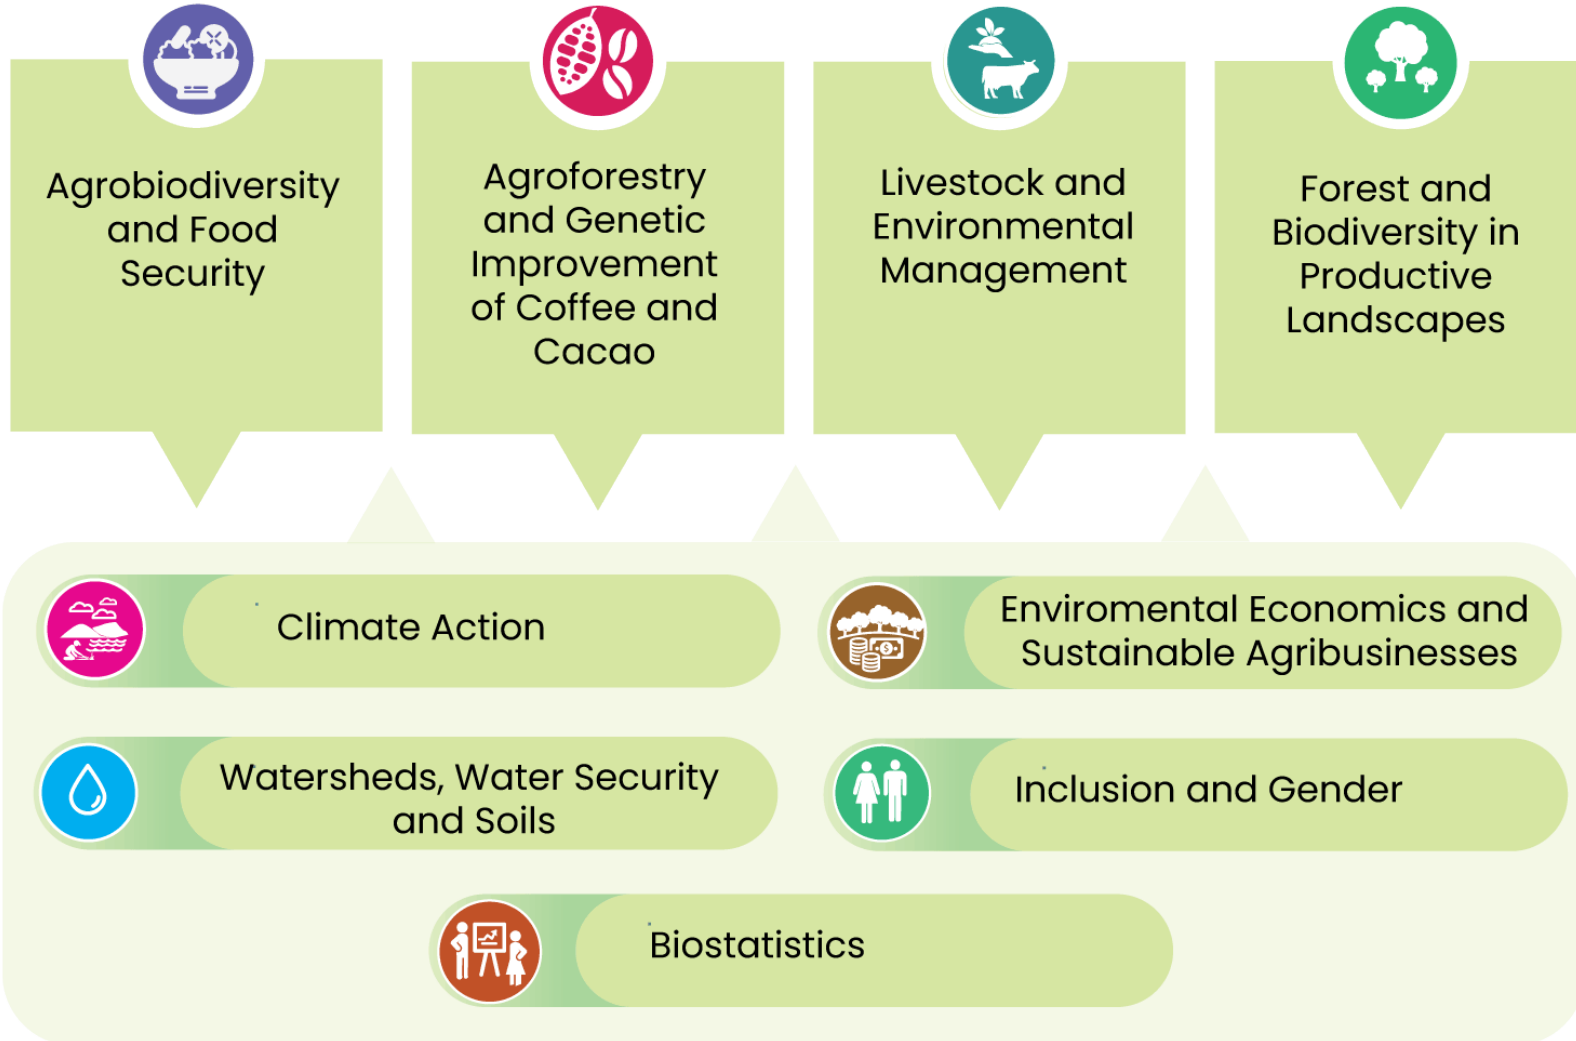 Agrobiodiversity
and Food
Security
Agroforestry
and Genetic
Improvement
of Coffee and
Cacao
Livestock and
Environmental
Management
Forest and
Biodiversity in
Productive
Landscapes
Climate Action
Enviromental Economics and
Sustainable Agribusinesses
Watersheds, Water Security
and Soils
Inclusion and Gender
Biostatistics